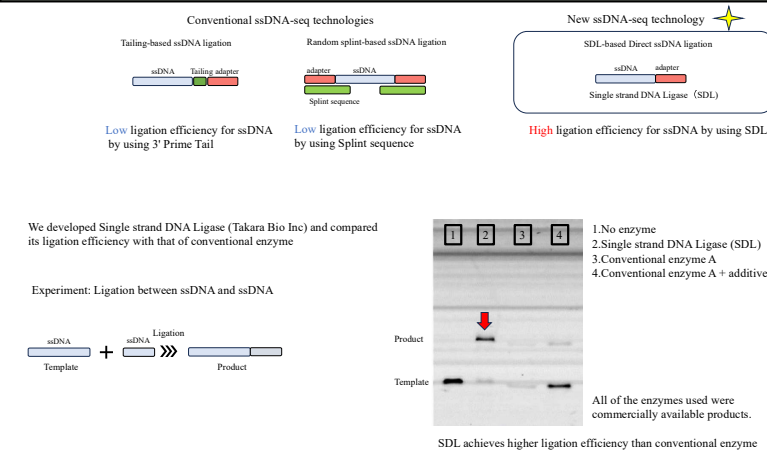 Conventional ssDNA-seq technologies
New ssDNA-seq technology
Tailing-based ssDNA ligation
Random splint-based ssDNA ligation
SDL-based Direct ssDNA ligation
ssDNA
Tailing
adapter
adapter
ssDNA
Splint sequence
ssDNA
adapter
Single strand DNA Ligase (SDL)
Low ligation efficiency for ssDNA
by using 3' Prime Tail
Low ligation efficiency for ssDNA
by using Splint sequence
High ligation efficiency for ssDNA by using SDL
We developed Single strand DNA Ligase (Takara Bio Inc) and compared
its ligation efficiency with that of conventional enzyme
Experiment: Ligation between ssDNA and ssDNA
ssDNA
+
ssDNA
Ligation
Template
Product
1
2
3
4
Product
Template
1.No enzyme
2.Single strand DNA Ligase (SDL)
3.Conventional enzyme A
4.Conventional enzyme A + additive
All of the enzymes used were
commercially available products.
SDL achieves higher ligation efficiency than conventional enzyme